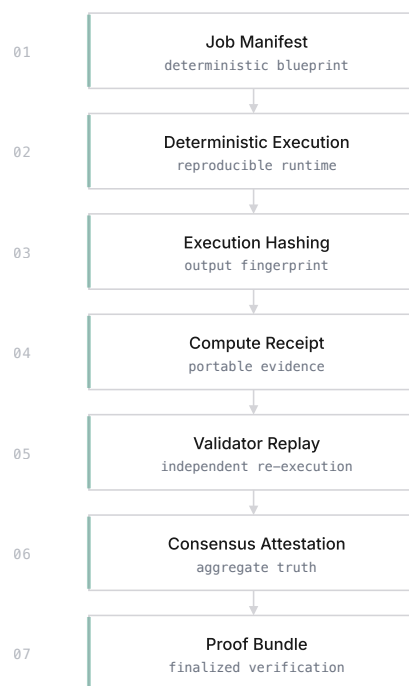 01
Job Manifest
deterministic blueprint
02
Deterministic Execution
reproducible runtime
03
Execution Hashing
output fingerprint
04
Compute Receipt
portable evidence
05
Validator Replay
independent re-execution
06
Consensus Attestation
aggregate truth
07
Proof Bundle
finalized verification